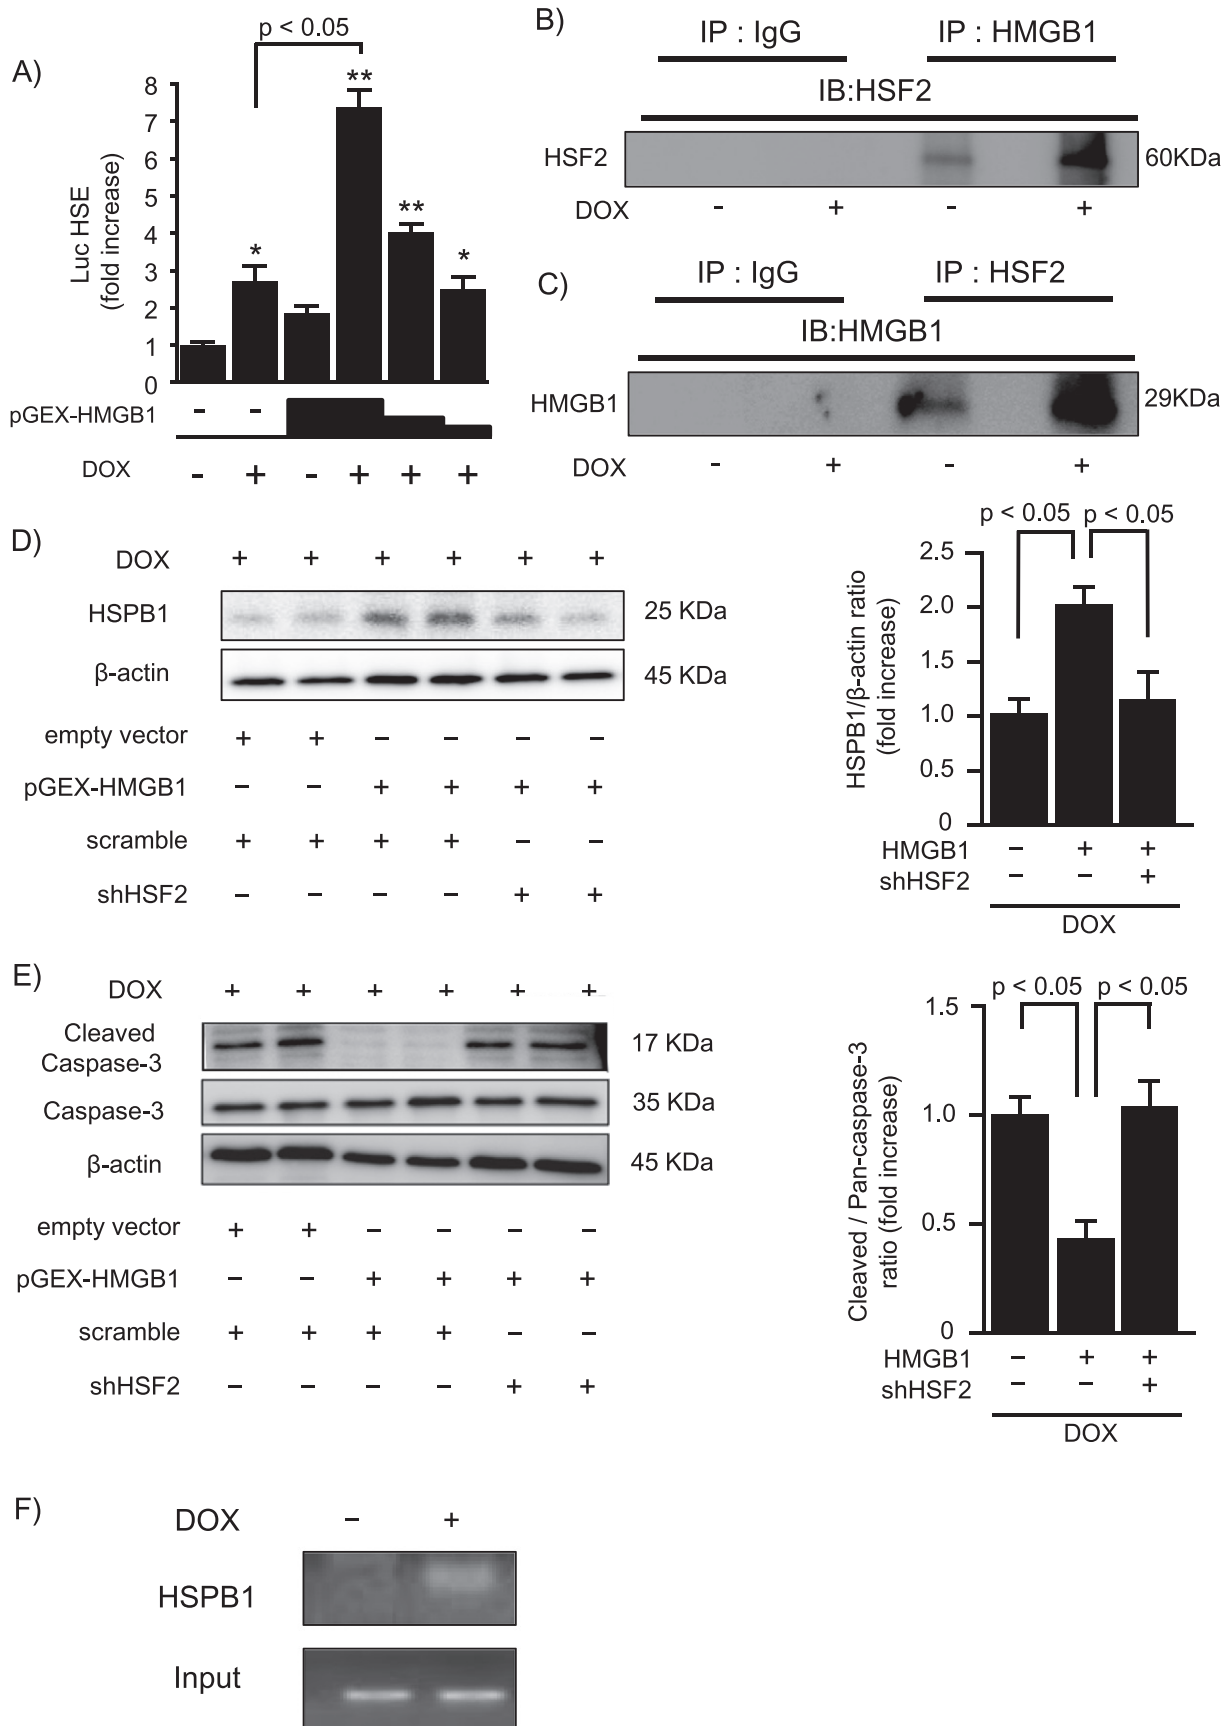 A)
p < 0.05
Luc HSE
(fold increase)
8
7
6
5
4
3
2
1
0
* ** ** *
pGEX-HMGB1 - -
DOX - + - + + +
B)
IP : IgG IP : HMGB1
IB:HSF2
HSF2 60KDa
DOX - + - +
C)
IP : IgG IP : HSF2
IB:HMGB1
HMGB1 29KDa
DOX - + - +
D)
DOX + + + + + +
HSPB1 25 KDa
β-actin 45 KDa
empty vector + + – – – –
pGEX-HMGB1 – – + + + +
scramble + + + + – –
shHSF2 – – – – + +
p < 0.05 p < 0.05
HSPB1/β-actin ratio
(fold increase)
2.5
2.0
1.5
1.0
0.5
0
HMGB1 – + +
shHSF2 – – +
DOX
E)
DOX + + + + + +
Cleaved
Caspase-3 17 KDa
Caspase-3 35 KDa
β-actin 45 KDa
empty vector + + – – – –
pGEX-HMGB1 – – + + + +
scramble + + + + – –
shHSF2 – – – – + +
p < 0.05 p < 0.05
Cleaved / Pan-caspase-3
ratio (fold increase)
1.5
1.0
0.5
0
HMGB1 – + +
shHSF2 – – +
DOX
F)
DOX – +
HSPB1
Input